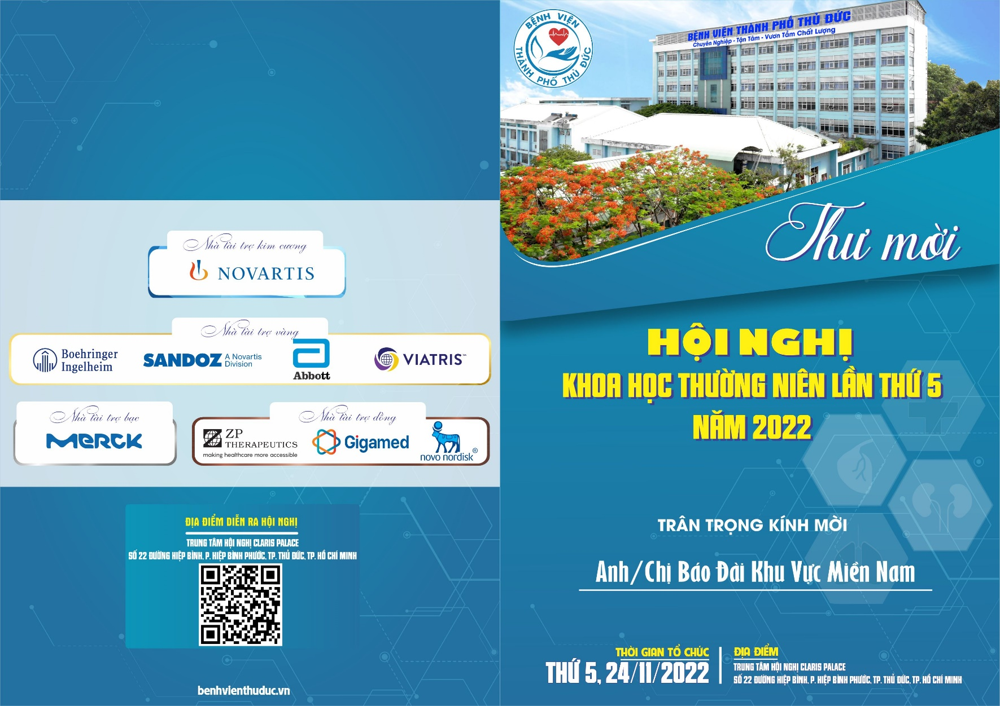 Nhà tài trợ kim cương
NOVARTIS
Nhà tài trợ vàng
Boehringer
Ingelheim
SANDOZ A Novartis
Division
Abbott
VIATRIS™
Nhà tài trợ bạc
MERCK
Nhà tài trợ đồng
ZP
THERAPEUTICS
making healthcare more accessible
Gigamed
novo nordisk®
ĐỊA ĐIỂM DIỄN RA HỘI NGHỊ
TRUNG TÂM HỘI NGHỊ CLARIS PALACE
SỐ 22 ĐƯỜNG HIỆP BÌNH, P. HIỆP BÌNH PHƯỚC, TP. THỦ ĐỨC, TP. HỒ CHÍ MINH
benhvienthuduc.vn
BỆNH VIỆN
THÀNH PHỐ THỦ ĐỨC
BỆNH VIỆN THÀNH PHỐ THỦ ĐỨC
Chuyên Nghiệp - Tận Tâm - Vươn Tầm Chất Lượng
Thư mời
HỘI NGHỊ
KHOA HỌC THƯỜNG NIÊN LẦN THỨ 5
NĂM 2022
TRÂN TRỌNG KÍNH MỜI
Anh/Chị Báo Đài Khu Vực Miền Nam
THỜI GIAN TỔ CHỨC
THỨ 5, 24/11/2022
ĐỊA ĐIỂM
TRUNG TÂM HỘI NGHỊ CLARIS PALACE
SỐ 22 ĐƯỜNG HIỆP BÌNH, P. HIỆP BÌNH PHƯỚC, TP. THỦ ĐỨC, TP. HỒ CHÍ MINH